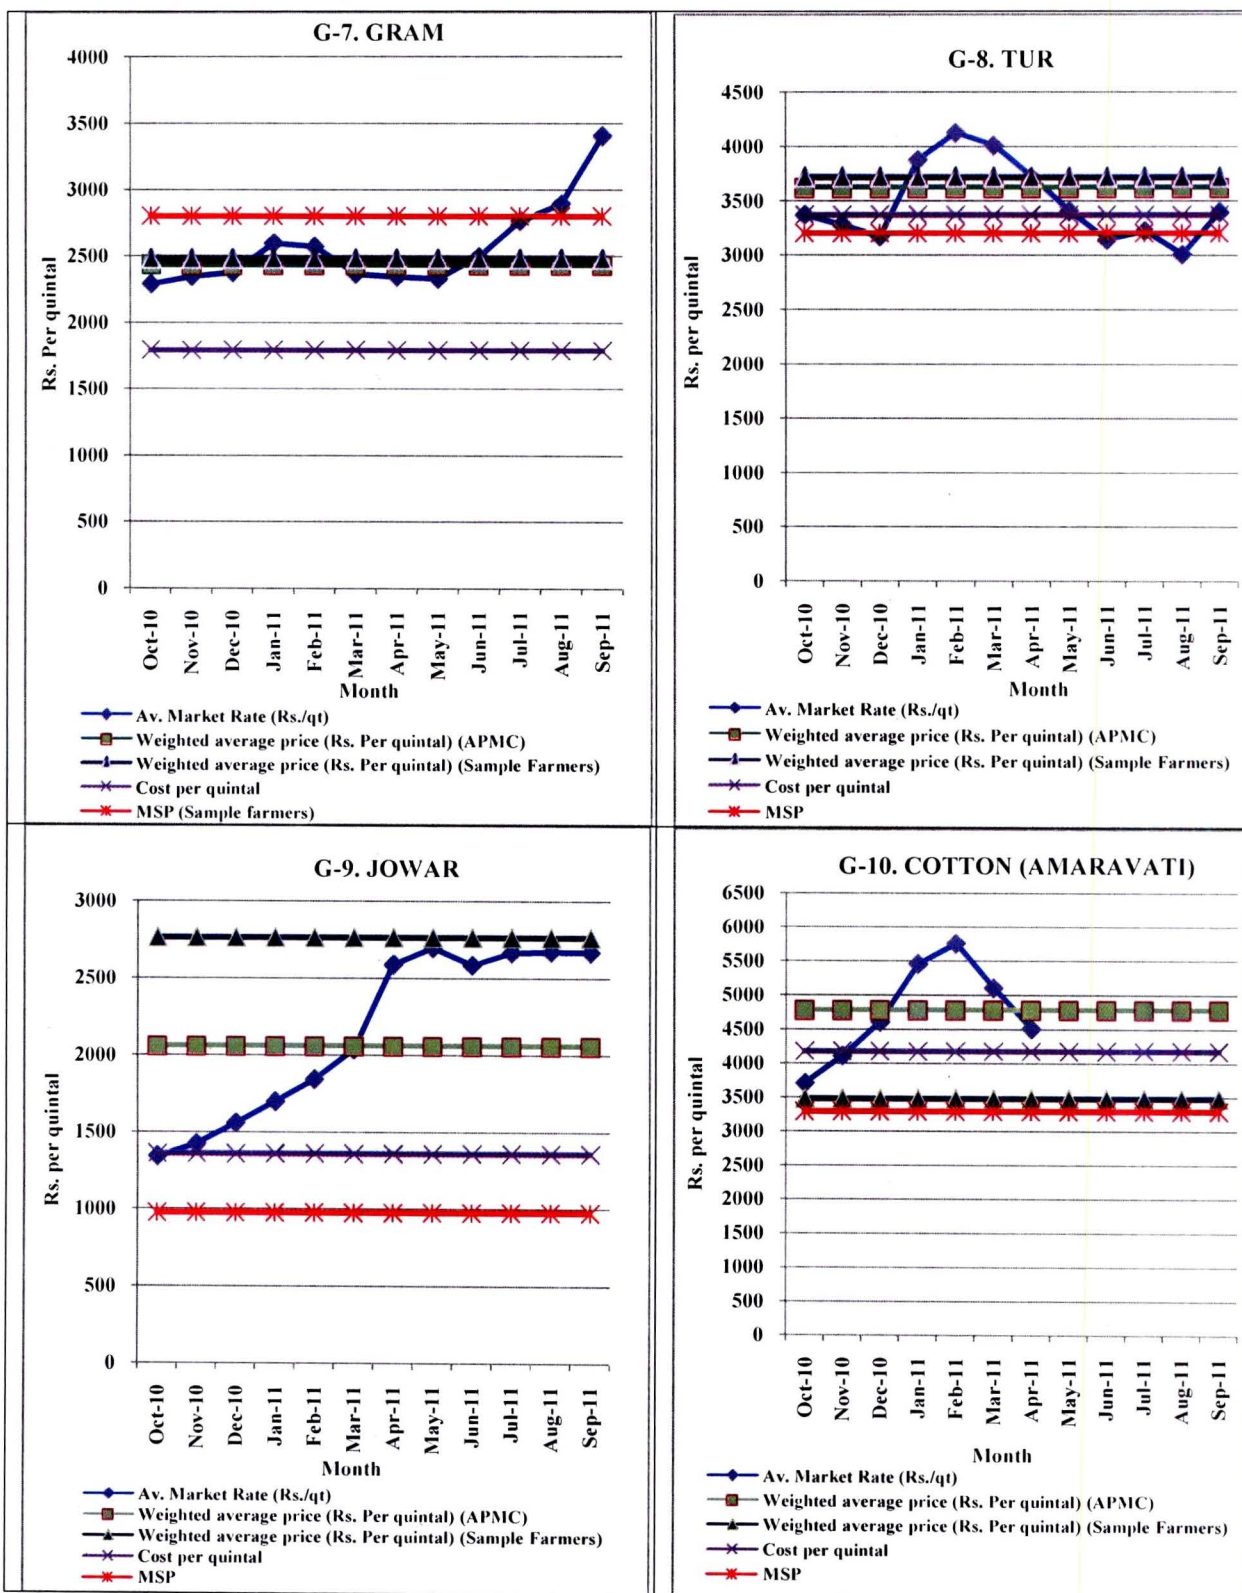 G-7. GRAM
4000
3500
3000
2500
2000
1500
1000
500
0
Rs. Per quintal
Oct-10
Nov-10
Dec-10
Jan-11
Feb-11
Mar-11
Apr-11
May-11
Jun-11
Jul-11
Aug-11
Sep-11
Month
Av. Market Rate (Rs./qt)
Weighted average price (Rs. Per quintal) (APMC)
Weighted average price (Rs. Per quintal) (Sample Farmers)
Cost per quintal
MSP (Sample farmers)
G-8. TUR
4500
4000
3500
3000
2500
2000
1500
1000
500
0
Rs. per quintal
Oct-10
Nov-10
Dec-10
Jan-11
Feb-11
Mar-11
Apr-11
May-11
Jun-11
Jul-11
Aug-11
Sep-11
Month
Av. Market Rate (Rs./qt)
Weighted average price (Rs. Per quintal) (APMC)
Weighted average price (Rs. Per quintal) (Sample Farmers)
Cost per quintal
MSP
G-9. JOWAR
3000
2500
2000
1500
1000
500
0
Rs. per quintal
Oct-10
Nov-10
Dec-10
Jan-11
Feb-11
Mar-11
Apr-11
May-11
Jun-11
Jul-11
Aug-11
Sep-11
Month
Av. Market Rate (Rs./qt)
Weighted average price (Rs. Per quintal) (APMC)
Weighted average price (Rs. Per quintal) (Sample Farmers)
Cost per quintal
MSP
G-10. COTTON (AMARAVATI)
6500
6000
5500
5000
4500
4000
3500
3000
2500
2000
1500
1000
500
0
Rs. per quintal
Oct-10
Nov-10
Dec-10
Jan-11
Feb-11
Mar-11
Apr-11
May-11
Jun-11
Jul-11
Aug-11
Sep-11
Month
Av. Market Rate (Rs./qt)
Weighted average price (Rs. Per quintal) (APMC)
Weighted average price (Rs. Per quintal) (Sample Farmers)
Cost per quintal
MSP